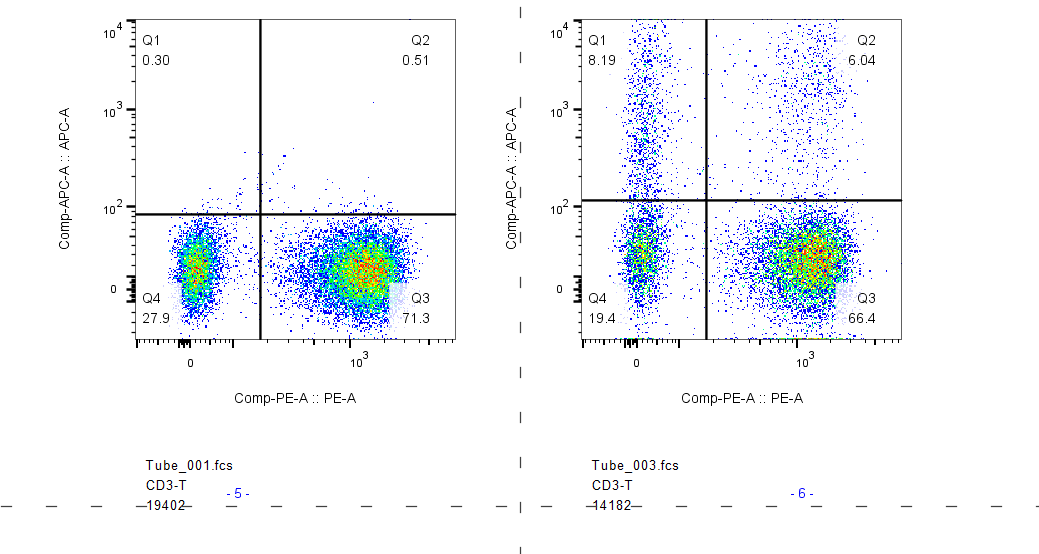 10^4
Q1
0.30
Q2
0.51
10^3
10^2
0
Q4
27.9
Q3
71.3
Comp-APC-A :: APC-A
0
10^3
Comp-PE-A :: PE-A
Tube_001.fcs
CD3-T
19402
- 5 -
10^4
Q1
8.19
Q2
6.04
10^3
10^2
0
Q4
19.4
Q3
66.4
Comp-APC-A :: APC-A
0
10^3
Comp-PE-A :: PE-A
Tube_003.fcs
CD3-T
14182
- 6 -